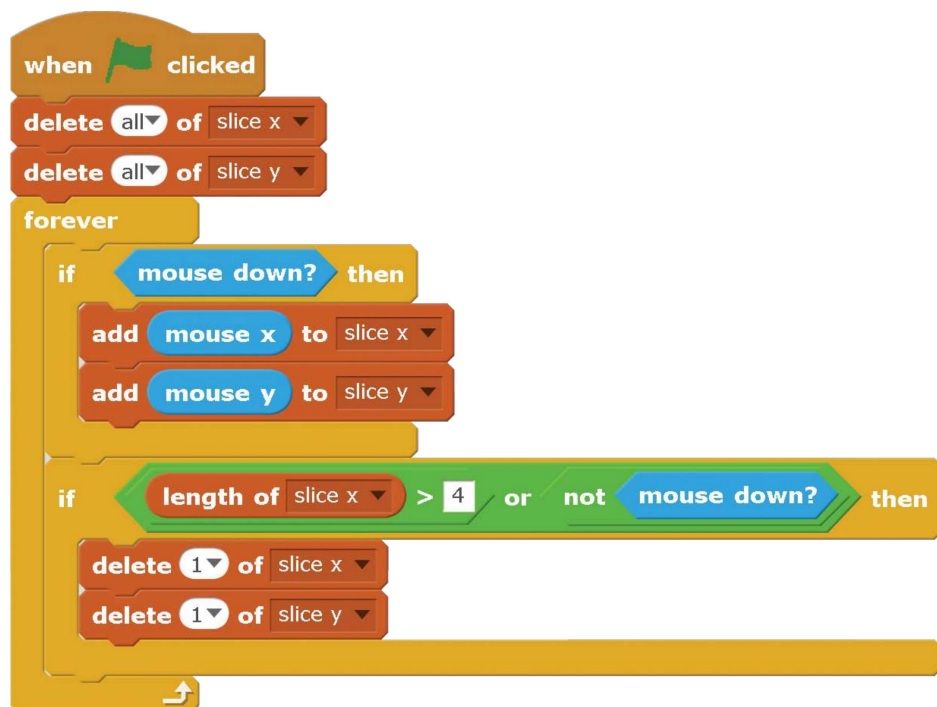 when clicked
delete all of slice x
delete all of slice y
forever
if mouse down? then
add mouse x to slice x
add mouse y to slice y
if length of slice x > 4 or not mouse down? then
delete 1 of slice x
delete 1 of slice y